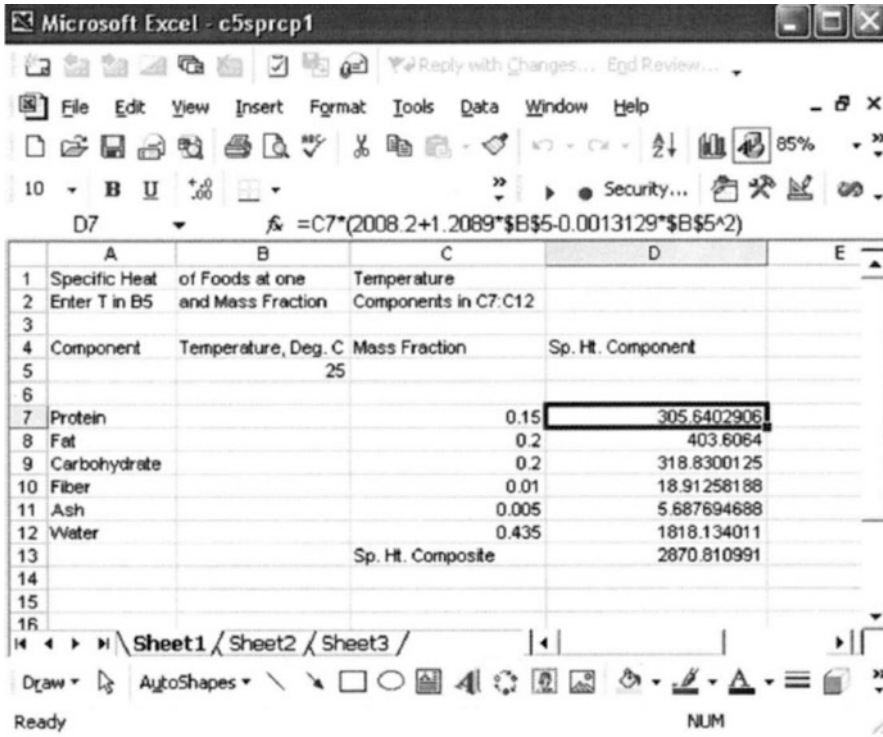 Microsoft Excel - c5sprcp1
Reply with Changes... End Review...
File Edit View Insert Format Tools Data Window Help
85%
10 B U Security...
D7 fx =C7*(2008.2+1.2089*$B$5-0.0013129*$B$5^2)
A B C D E
1 Specific Heat of Foods at one Temperature
2 Enter T in B5 and Mass Fraction Components in C7:C12
3
4 Component Temperature, Deg. C Mass Fraction Sp. Ht. Component
5 25
6
7 Protein 0.15 305.6402906
8 Fat 0.2 403.6064
9 Carbohydrate 0.2 318.8300125
10 Fiber 0.01 18.91258188
11 Ash 0.005 5.687694688
12 Water 0.435 1818.134011
13 Sp. Ht. Composite 2870.810991
14
15
16
Sheet1 Sheet2 Sheet3
Draw AutoShapes
Ready NUM